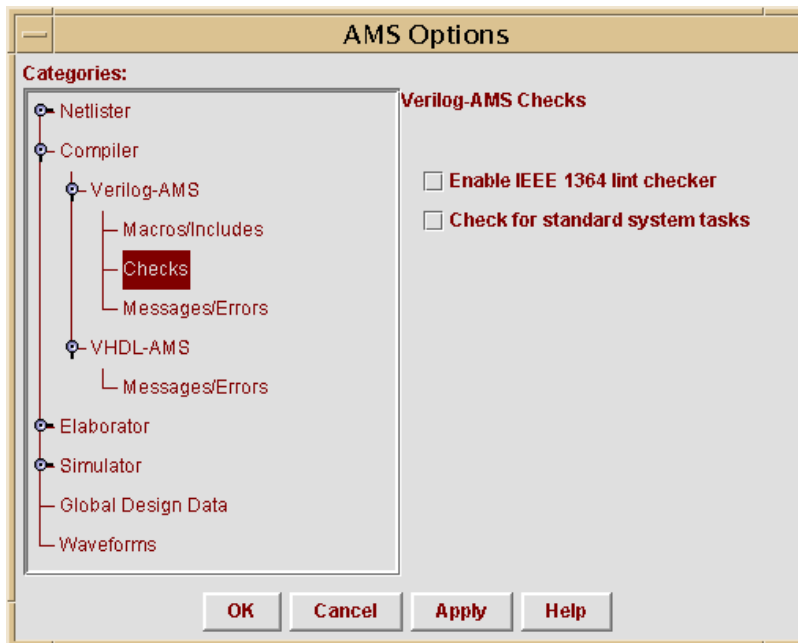 AMS Options
Categories:
Netlister
Compiler
Verilog-AMS
Macros/Includes
Checks
Messages/Errors
VHDL-AMS
Messages/Errors
Elaborator
Simulator
Global Design Data
Waveforms
Verilog-AMS Checks
Enable IEEE 1364 lint checker
Check for standard system tasks
OK Cancel Apply Help